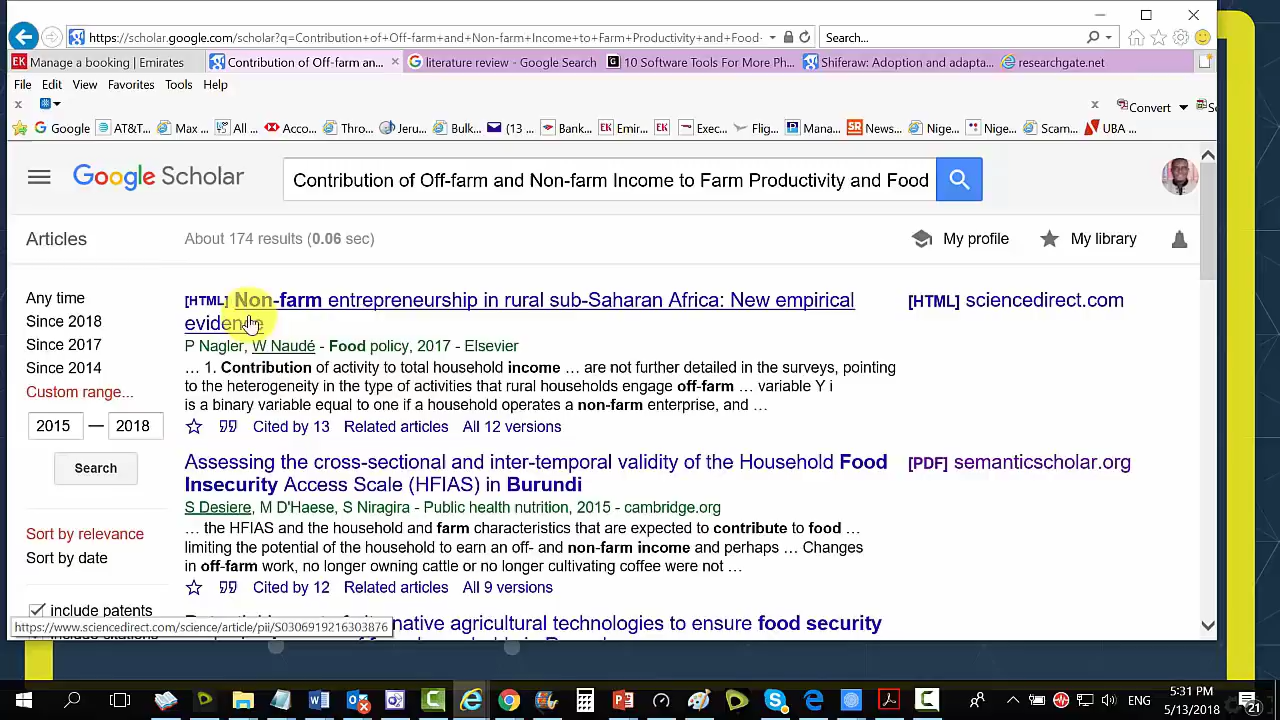 https://scholar.google.com/scholar?q=Contribution+of+Off-farm+and+Non-farm+Income+to+Farm+Productivity+and+Food-
Search...
EK Manage a booking | Emirates
Contribution of Off-farm an... ×
literature review - Google Search
10 Software Tools For More Ph...
Shiferaw: Adoption and adapta...
researchgate.net
File Edit View Favorites Tools Help
x
x Convert
Google AT&T... Max ... All ... Acco... Thro... Jeru... Bulk... (13 ... Bank... EK Emir... EK Exec... Flig... Mana... SR News... Nige... Nige... Scam... UBA ...
Google Scholar
Contribution of Off-farm and Non-farm Income to Farm Productivity and Food
Articles
About 174 results (0.06 sec)
My profile
My library
Any time
Since 2018
Since 2017
Since 2014
Custom range...
2015 — 2018
Search
Sort by relevance
Sort by date
include patents
[HTML] Non-farm entrepreneurship in rural sub-Saharan Africa: New empirical
evidence
[HTML] sciencedirect.com
P Nagler, W Naudé - Food policy, 2017 - Elsevier
... 1. Contribution of activity to total household income ... are not further detailed in the surveys, pointing
to the heterogeneity in the type of activities that rural households engage off-farm ... variable Y i
is a binary variable equal to one if a household operates a non-farm enterprise, and ...
Cited by 13 Related articles All 12 versions
Assessing the cross-sectional and inter-temporal validity of the Household Food
Insecurity Access Scale (HFIAS) in Burundi
[PDF] semanticscholar.org
S Desiere, M D'Haese, S Niragira - Public health nutrition, 2015 - cambridge.org
... the HFIAS and the household and farm characteristics that are expected to contribute to food ...
limiting the potential of the household to earn an off- and non-farm income and perhaps ... Changes
in off-farm work, no longer owning cattle or no longer cultivating coffee were not ...
Cited by 12 Related articles All 9 versions
native agricultural technologies to ensure food security
https://www.sciencedirect.com/science/article/pii/S0306919216303876
ENG
5:31 PM
5/13/2018
21